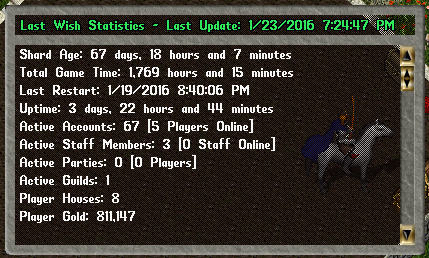 Last Wish Statistics - Last Update: 1/23/2016 7:24:47 PM
Shard Age: 67 days, 18 hours and 7 minutes
Total Game Time: 1,769 hours and 15 minutes
Last Restart: 1/19/2016 8:40:06 PM
Uptime: 3 days, 22 hours and 44 minutes
Active Accounts: 67 [5 Players Online]
Active Staff Members: 3 [0 Staff Online]
Active Parties: 0 [0 Players]
Active Guilds: 1
Player Houses: 8
Player Gold: 811,147